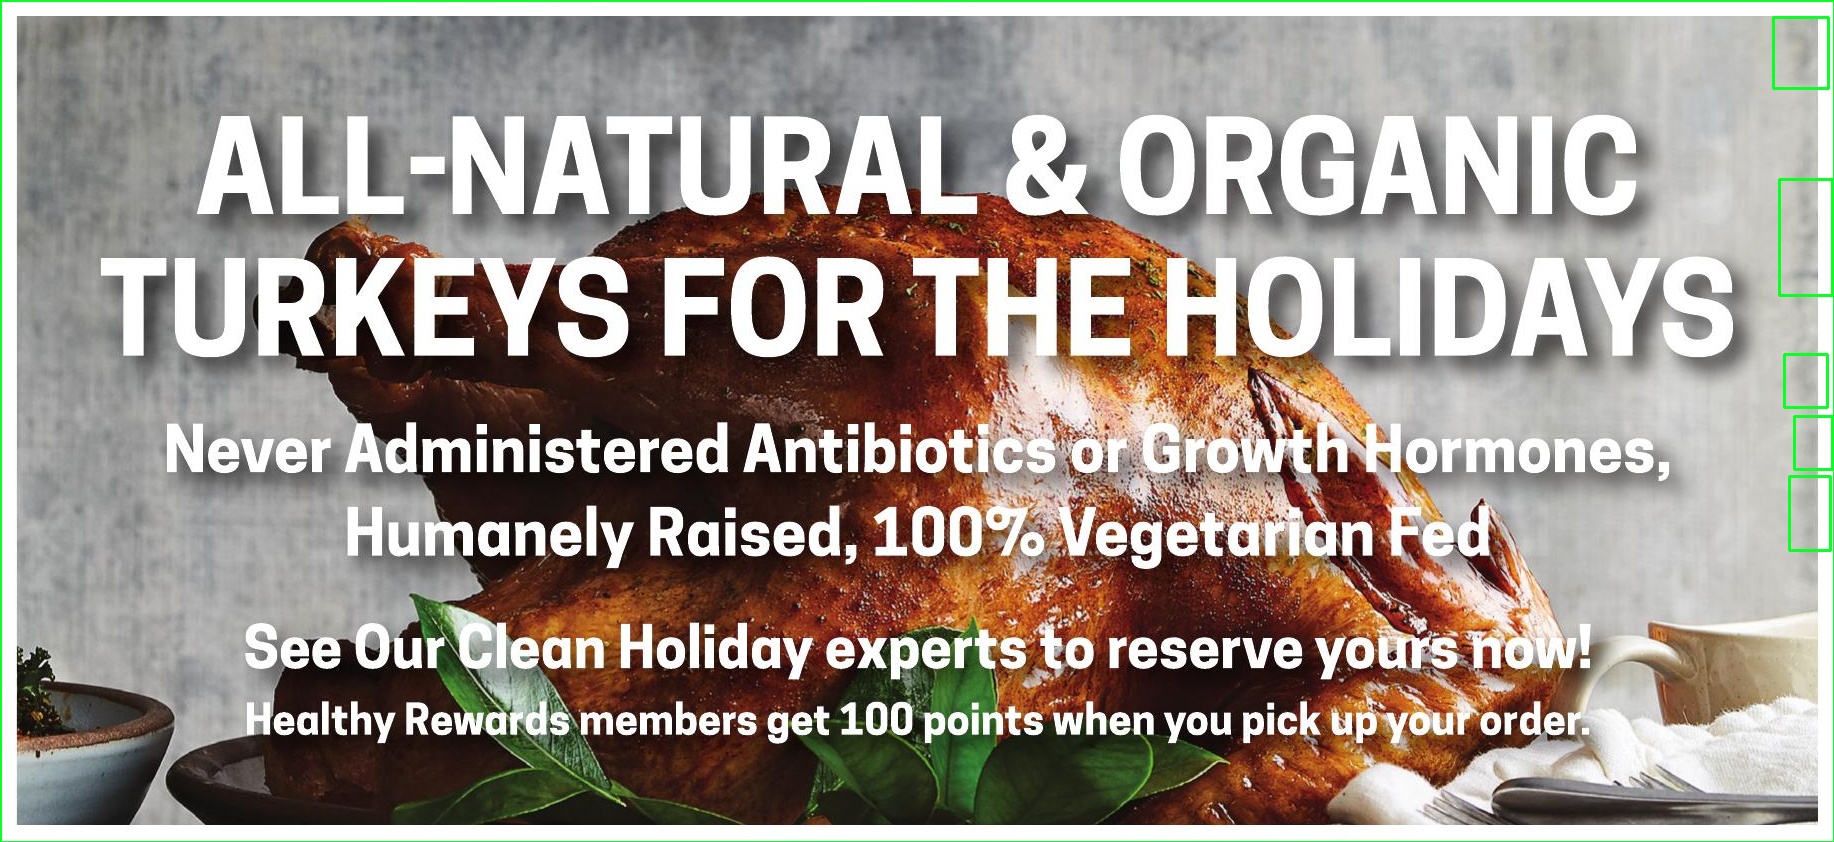 ALL-NATURAL & ORGANIC
TURKEYS FOR THE HOLIDAYS
Never Administered Antibiotics or Growth Hormones,
Humanely Raised, 100% Vegetarian Fed
See Our Clean Holiday experts to reserve yours now!
Healthy Rewards members get 100 points when you pick up your order.